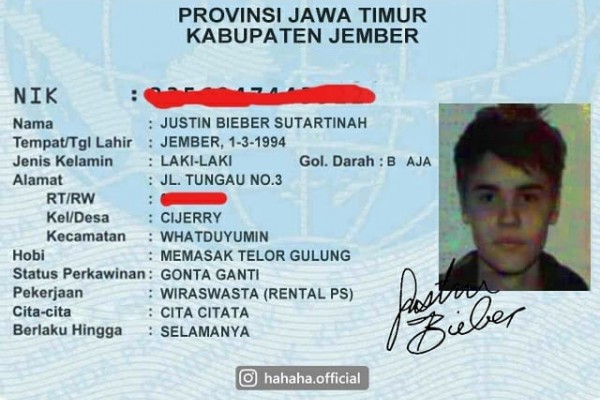 PROVINSI JAWA TIMUR
KABUPATEN JEMBER
NIK :
Nama : JUSTIN BIEBER SUTARTINAH
Tempat/Tgl Lahir : JEMBER, 1-3-1994
Jenis Kelamin : LAKI-LAKI Gol. Darah : B AJA
Alamat : JL. TUNGAU NO.3
RT/RW :
Kel/Desa : CIJERRY
Kecamatan : WHATDUYUMIN
Hobi : MEMASAK TELOR GULUNG
Status Perkawinan : GONTA GANTI
Pekerjaan : WIRASWASTA (RENTAL PS)
Cita-cita : CITA CITATA
Berlaku Hingga : SELAMANYA
Justin
Bieber
hahaha.official